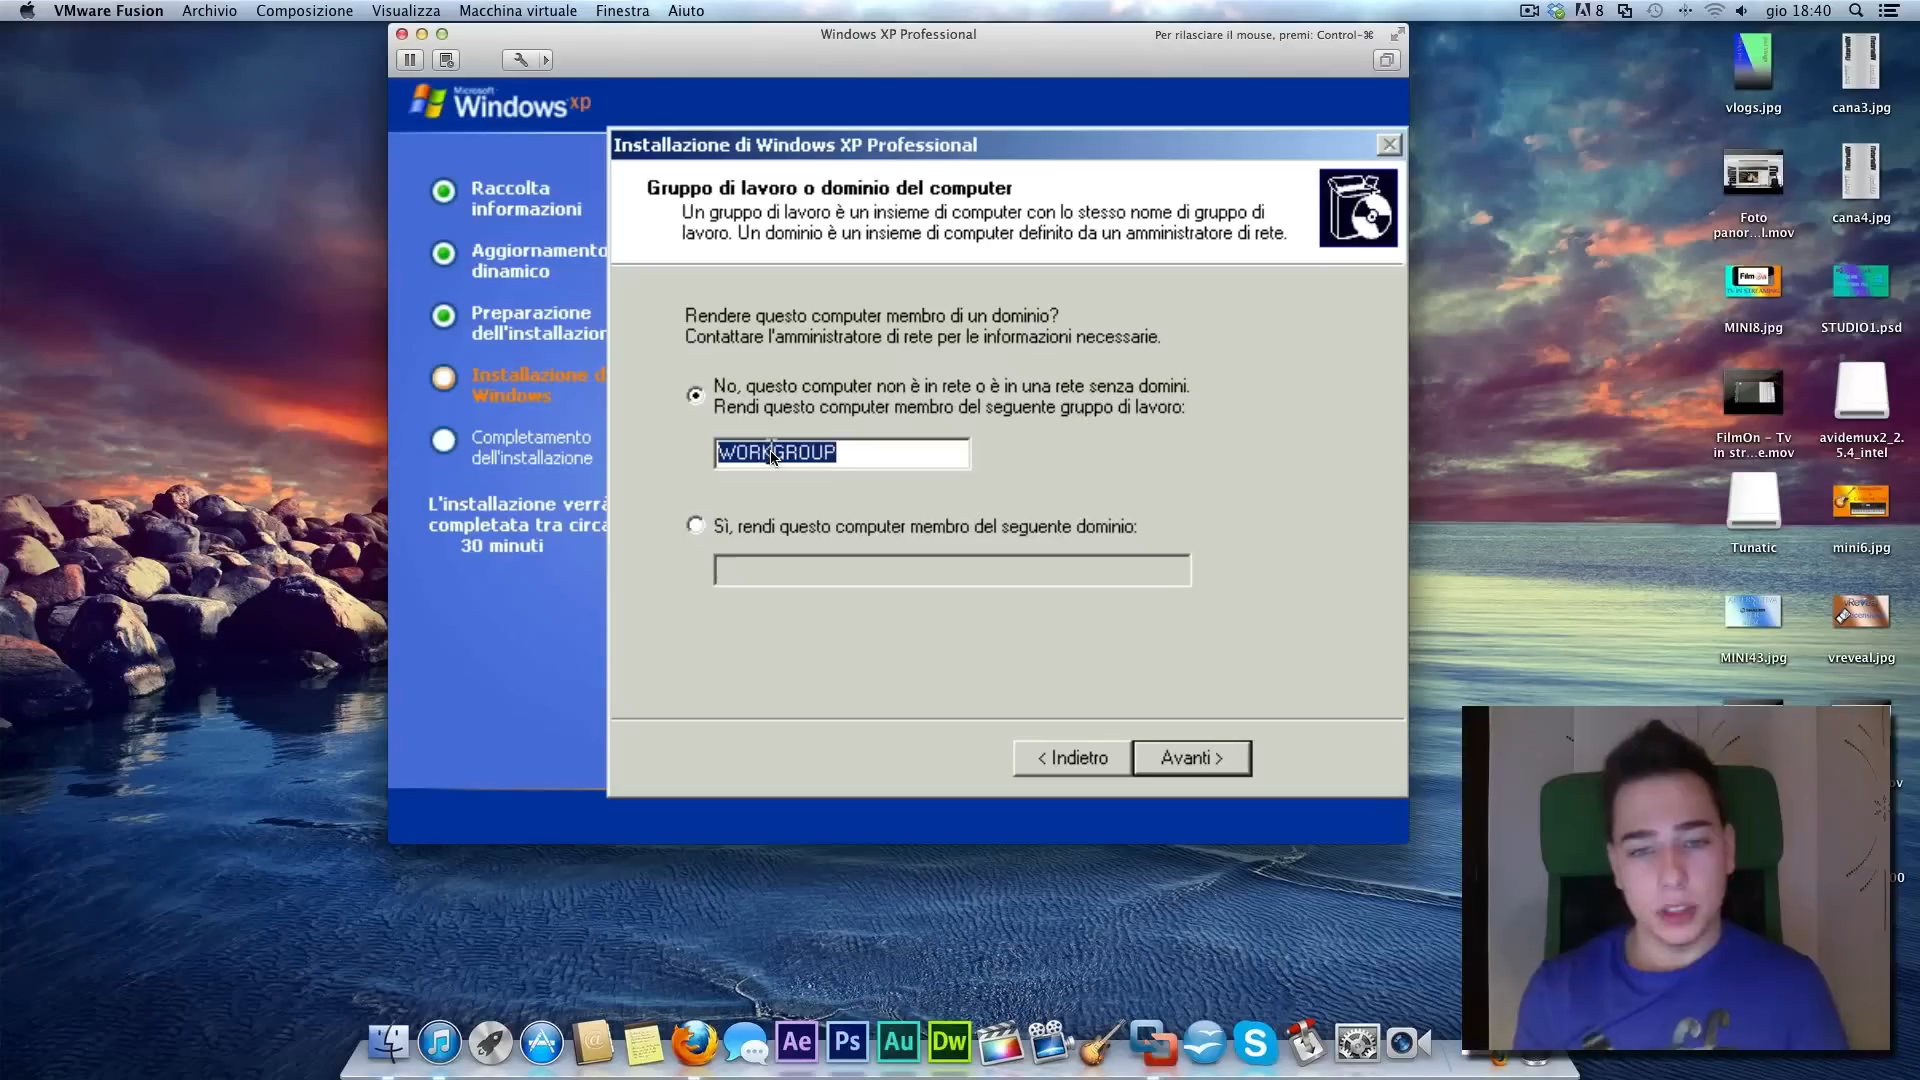 VMware Fusion Archivio Composizione Visualizza Macchina virtuale Finestra Aiuto
8 gio 18:40
Windows XP Professional
Per rilasciare il mouse, premi: Control-⌘
Microsoft
Windows xp
Raccolta
informazioni
Aggiornamento
dinamico
Preparazione
dell'installazion
Installazione d
Windows
Completamento
dell'installazione
L'installazione verrà
completata tra circa
30 minuti
Installazione di Windows XP Professional
Gruppo di lavoro o dominio del computer
Un gruppo di lavoro è un insieme di computer con lo stesso nome di gruppo di
lavoro. Un dominio è un insieme di computer definito da un amministratore di rete.
Rendere questo computer membro di un dominio?
Contattare l'amministratore di rete per le informazioni necessarie.
No, questo computer non è in rete o è in una rete senza domini.
Rendi questo computer membro del seguente gruppo di lavoro:
WORKGROUP
Sì, rendi questo computer membro del seguente dominio:
< Indietro
Avanti >
vlogs.jpg
cana3.jpg
Foto
panor...l.mov
cana4.jpg
MINI8.jpg
STUDIO1.psd
FilmOn - Tv
in str...e.mov
avidemux2_2.
5.4_intel
Tunatic
mini6.jpg
MINI43.jpg
vreveal.jpg
Ae
Ps
Au
Dw
S